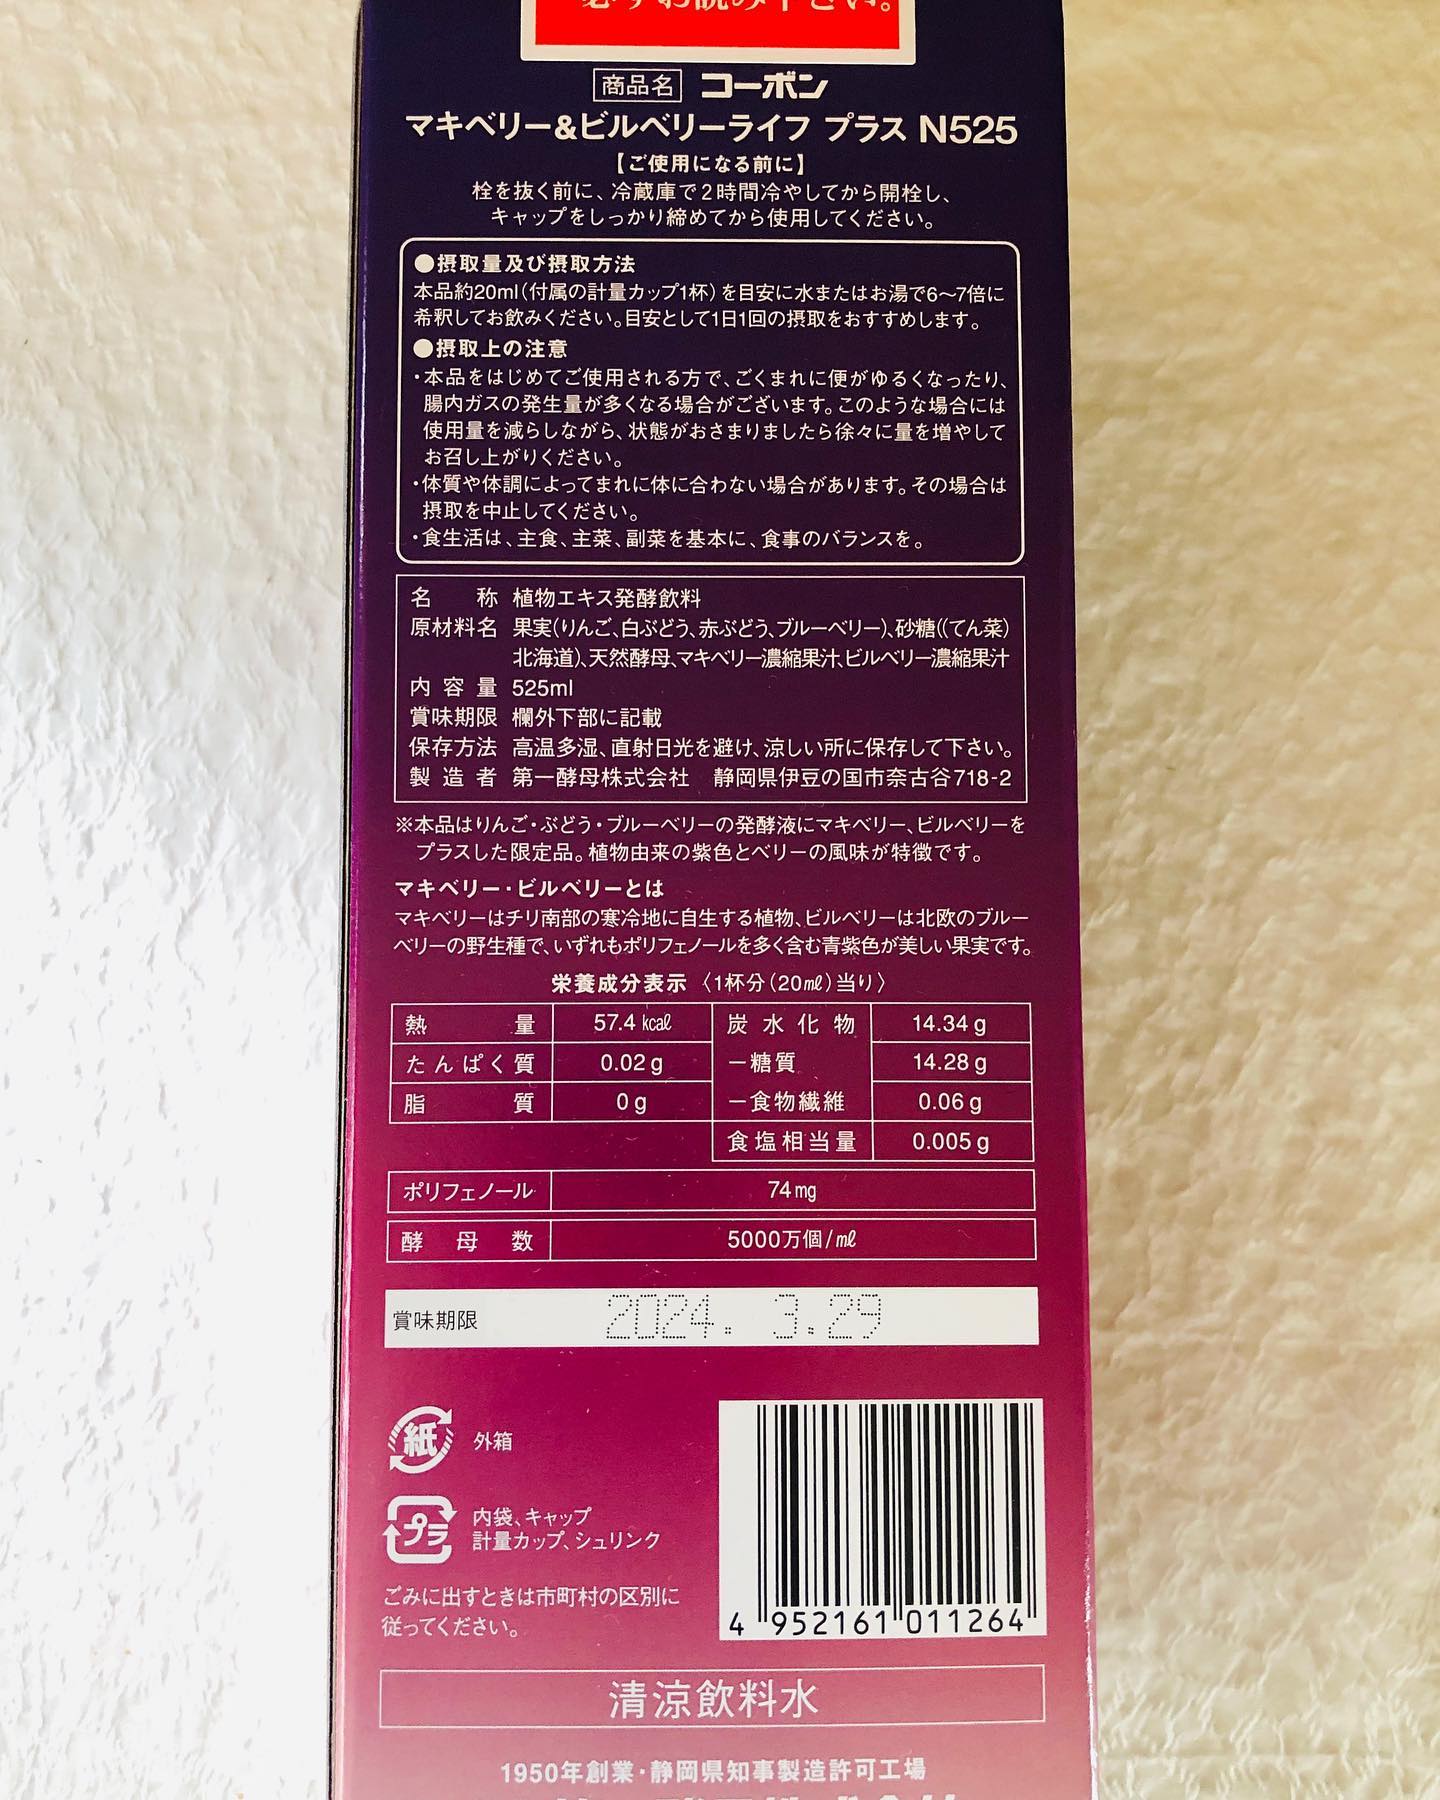 必ずお読み下さい。
商品名 コーボン
マキベリー&ビルベリーライフ プラス N525
【ご使用になる前に】
栓を抜く前に、冷蔵庫で2時間冷やしてから開栓し、
キャップをしっかり締めてから使用してください。
●摂取量及び摂取方法
本品約20ml(付属の計量カップ1杯)を目安に水またはお湯で6〜7倍に
希釈してお飲みください。目安として1日1回の摂取をおすすめします。
●摂取上の注意
・本品をはじめてご使用される方で、ごくまれに便がゆるくなったり、
腸内ガスの発生量が多くなる場合がございます。このような場合には
使用量を減らしながら、状態がおさまりましたら徐々に量を増やして
お召し上がりください。
・体質や体調によってまれに体に合わない場合があります。その場合は
摂取を中止してください。
・食生活は、主食、主菜、副菜を基本に、食事のバランスを。
名称 植物エキス発酵飲料
原材料名 果実(りんご、白ぶどう、赤ぶどう、ブルーベリー)、砂糖((てん菜)
北海道)、天然酵母、マキベリー濃縮果汁、ビルベリー濃縮果汁
内容量 525ml
賞味期限 欄外下部に記載
保存方法 高温多湿、直射日光を避け、涼しい所に保存して下さい。
製造者 第一酵母株式会社 静岡県伊豆の国市奈古谷718-2
※本品はりんご・ぶどう・ブルーベリーの発酵液にマキベリー、ビルベリーを
プラスした限定品。植物由来の紫色とベリーの風味が特徴です。
マキベリー・ビルベリーとは
マキベリーはチリ南部の寒冷地に自生する植物、ビルベリーは北欧のブルー
ベリーの野生種で、いずれもポリフェノールを多く含む青紫色が美しい果実です。
栄養成分表示〈1杯分(20㎖)当り〉
熱量 57.4 kcal 炭水化物 14.34g
たんぱく質 0.02g −糖質 14.28g
脂質 0g −食物繊維 0.06g
食塩相当量 0.005g
ポリフェノール 74mg
酵母数 5000万個/㎖
賞味期限 2024. 3.29
紙 外箱
プラ 内袋、キャップ
計量カップ、シュリンク
ごみに出すときは市町村の区別に
従ってください。
4 952161 011264
清涼飲料水
1950年創業・静岡県知事製造許可工場